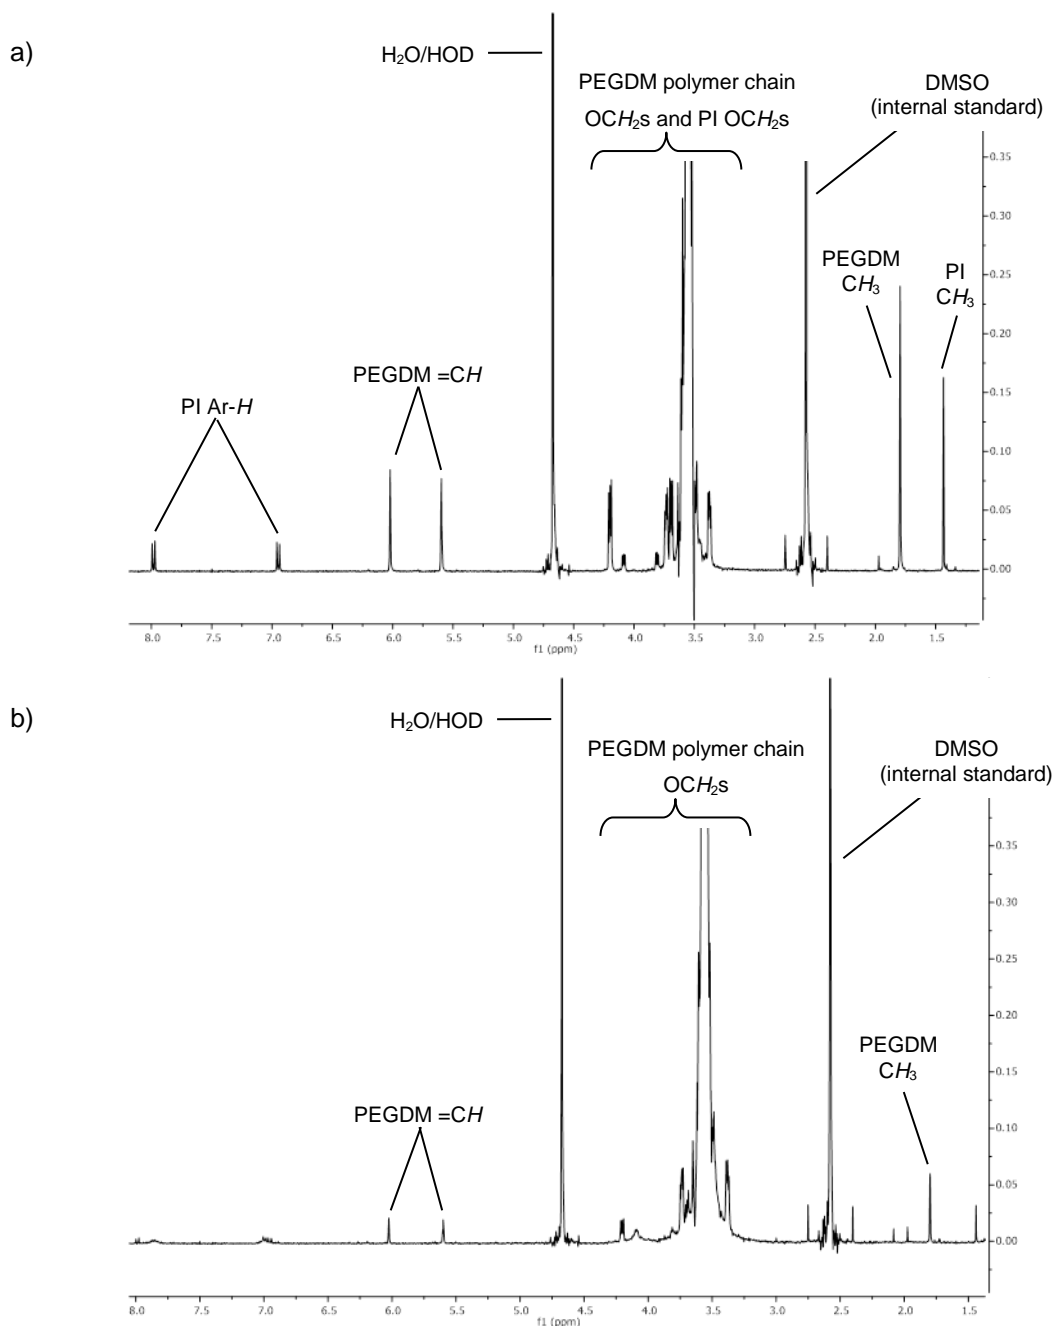 a)
H₂O/HOD
PEGDM polymer chain
OCH₂s and PI OCH₂s
DMSO
(internal standard)
PEGDM
CH₃
PI
CH₃
PEGDM =CH
PI Ar-H
0.35
0.30
0.25
0.20
0.15
0.10
0.05
0.00
8.0 7.5 7.0 6.5 6.0 5.5 5.0 4.5 4.0 3.5 3.0 2.5 2.0 1.5
f1 (ppm)
b)
H₂O/HOD
PEGDM polymer chain
OCH₂s
DMSO
(internal standard)
PEGDM
CH₃
PEGDM =CH
0.35
0.30
0.25
0.20
0.15
0.10
0.05
0.00
8.0 7.5 7.0 6.5 6.0 5.5 5.0 4.5 4.0 3.5 3.0 2.5 2.0 1.5
f1 (ppm)